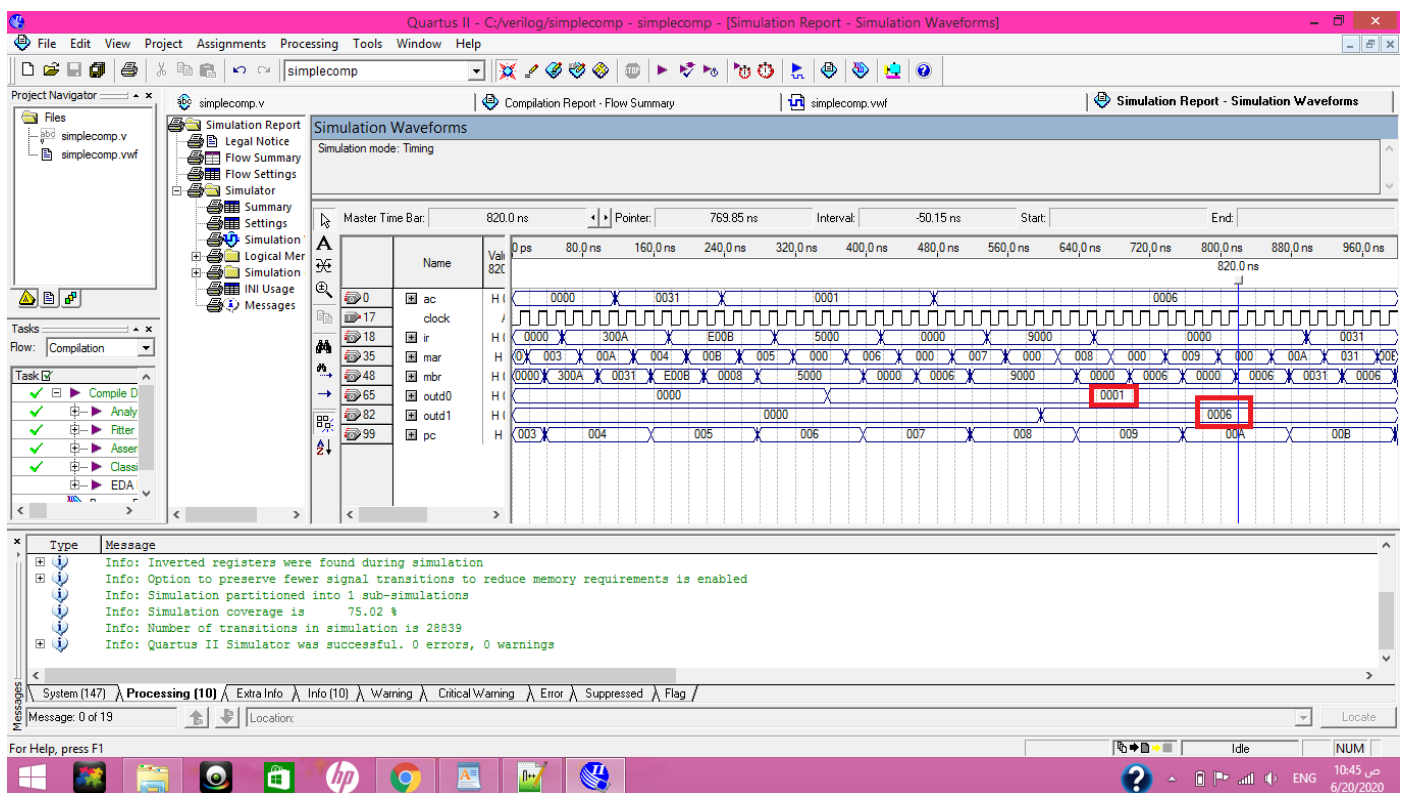 Quartus II - C:/verilog/simplecomp - simplecomp - [Simulation Report - Simulation Waveforms]
File Edit View Project Assignments Processing Tools Window Help
simplecomp
Project Navigator
Files
simplecomp.v
simplecomp.vwf
Tasks
Flow: Compilation
Task
Compile D
Analy
Fitter
Asser
Classi
EDA
simplecomp.v
Compilation Report - Flow Summary
simplecomp.vwf
Simulation Report - Simulation Waveforms
Simulation Report
Legal Notice
Flow Summary
Flow Settings
Simulator
Summary
Settings
Simulation
Logical Mer
Simulation
INI Usage
Messages
Simulation Waveforms
Simulation mode: Timing
Master Time Bar: 820.0 ns Pointer: 769.85 ns Interval: -50.15 ns Start: End:
Name
Valu
820
0 ps 80.0 ns 160.0 ns 240.0 ns 320.0 ns 400.0 ns 480.0 ns 560.0 ns 640.0 ns 720.0 ns 800.0 ns 880.0 ns 960.0 ns
820.0 ns
0 ac H 0000 0031 0001 0006
17 clock
18 ir H 0000 300A E00B 5000 0000 9000 0000 0031
35 mar H 003 00A 004 00B 005 000 006 000 007 000 008 000 009 000 00A 031 00B
48 mbr H 0000 300A 0031 E00B 0008 5000 0000 0006 9000 0000 0006 0000 0006 0031 0006
65 outd0 H 0000 0001
82 outd1 H 0000 0006
99 pc H 003 004 005 006 007 008 009 00A 00B
Type Message
Info: Inverted registers were found during simulation
Info: Option to preserve fewer signal transitions to reduce memory requirements is enabled
Info: Simulation partitioned into 1 sub-simulations
Info: Simulation coverage is 75.02 %
Info: Number of transitions in simulation is 28839
Info: Quartus II Simulator was successful. 0 errors, 0 warnings
Messages
System (147) Processing (10) Extra Info Info (10) Warning Critical Warning Error Suppressed Flag
Message: 0 of 19 Location: Locate
For Help, press F1 Idle NUM
hp
ENG
10:45 ص
6/20/2020